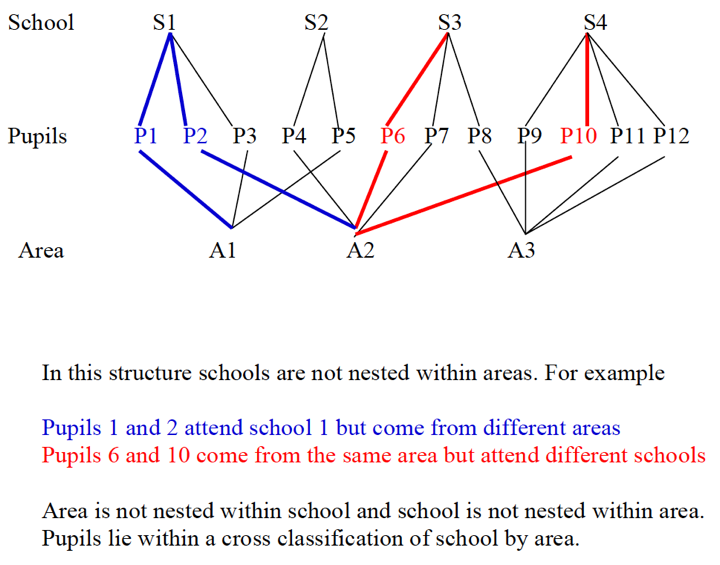 School S1 S2 S3 S4
Pupils P1 P2 P3 P4 P5 P6 P7 P8 P9 P10 P11 P12
Area A1 A2 A3
In this structure schools are not nested within areas. For example
Pupils 1 and 2 attend school 1 but come from different areas
Pupils 6 and 10 come from the same area but attend different schools
Area is not nested within school and school is not nested within area.
Pupils lie within a cross classification of school by area.